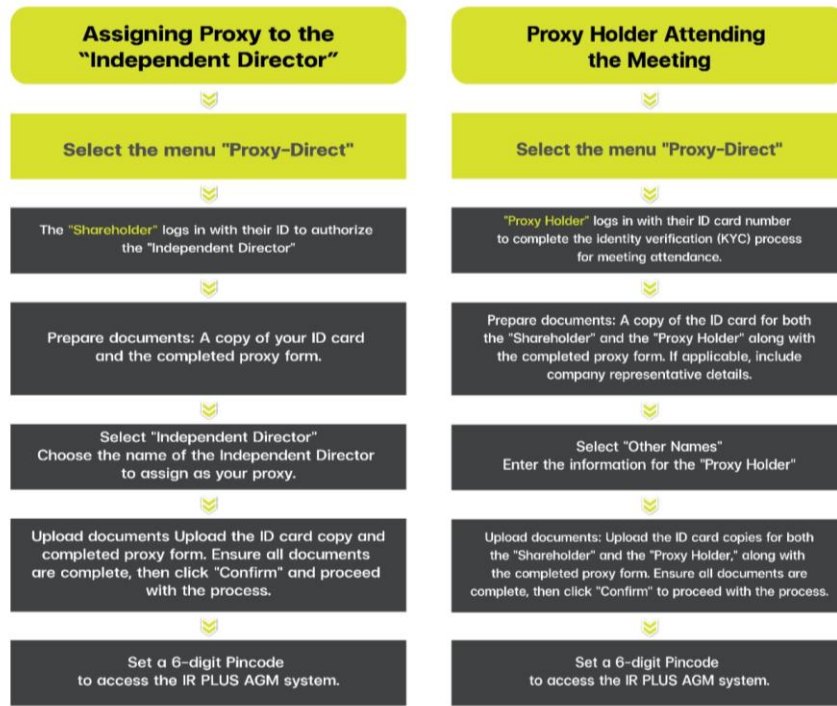 Assigning Proxy to the
"Independent Director"
Select the menu "Proxy-Direct"
The "Shareholder" logs in with their ID to authorize
the "Independent Director"
Prepare documents: A copy of your ID card
and the completed proxy form.
Select "Independent Director"
Choose the name of the Independent Director
to assign as your proxy.
Upload documents Upload the ID card copy and
completed proxy form. Ensure all documents
are complete, then click "Confirm" and proceed
with the process.
Set a 6-digit Pincode
to access the IR PLUS AGM system.
Proxy Holder Attending
the Meeting
Select the menu "Proxy-Direct"
"Proxy Holder" logs in with their ID card number
to complete the identity verification (KYC) process
for meeting attendance.
Prepare documents: A copy of the ID card for both
the "Shareholder" and the "Proxy Holder" along with
the completed proxy form. If applicable, include
company representative details.
Select "Other Names"
Enter the information for the "Proxy Holder"
Upload documents: Upload the ID card copies for both
the "Shareholder" and the "Proxy Holder," along with
the completed proxy form. Ensure all documents are
complete, then click "Confirm" to proceed with the process.
Set a 6-digit Pincode
to access the IR PLUS AGM system.